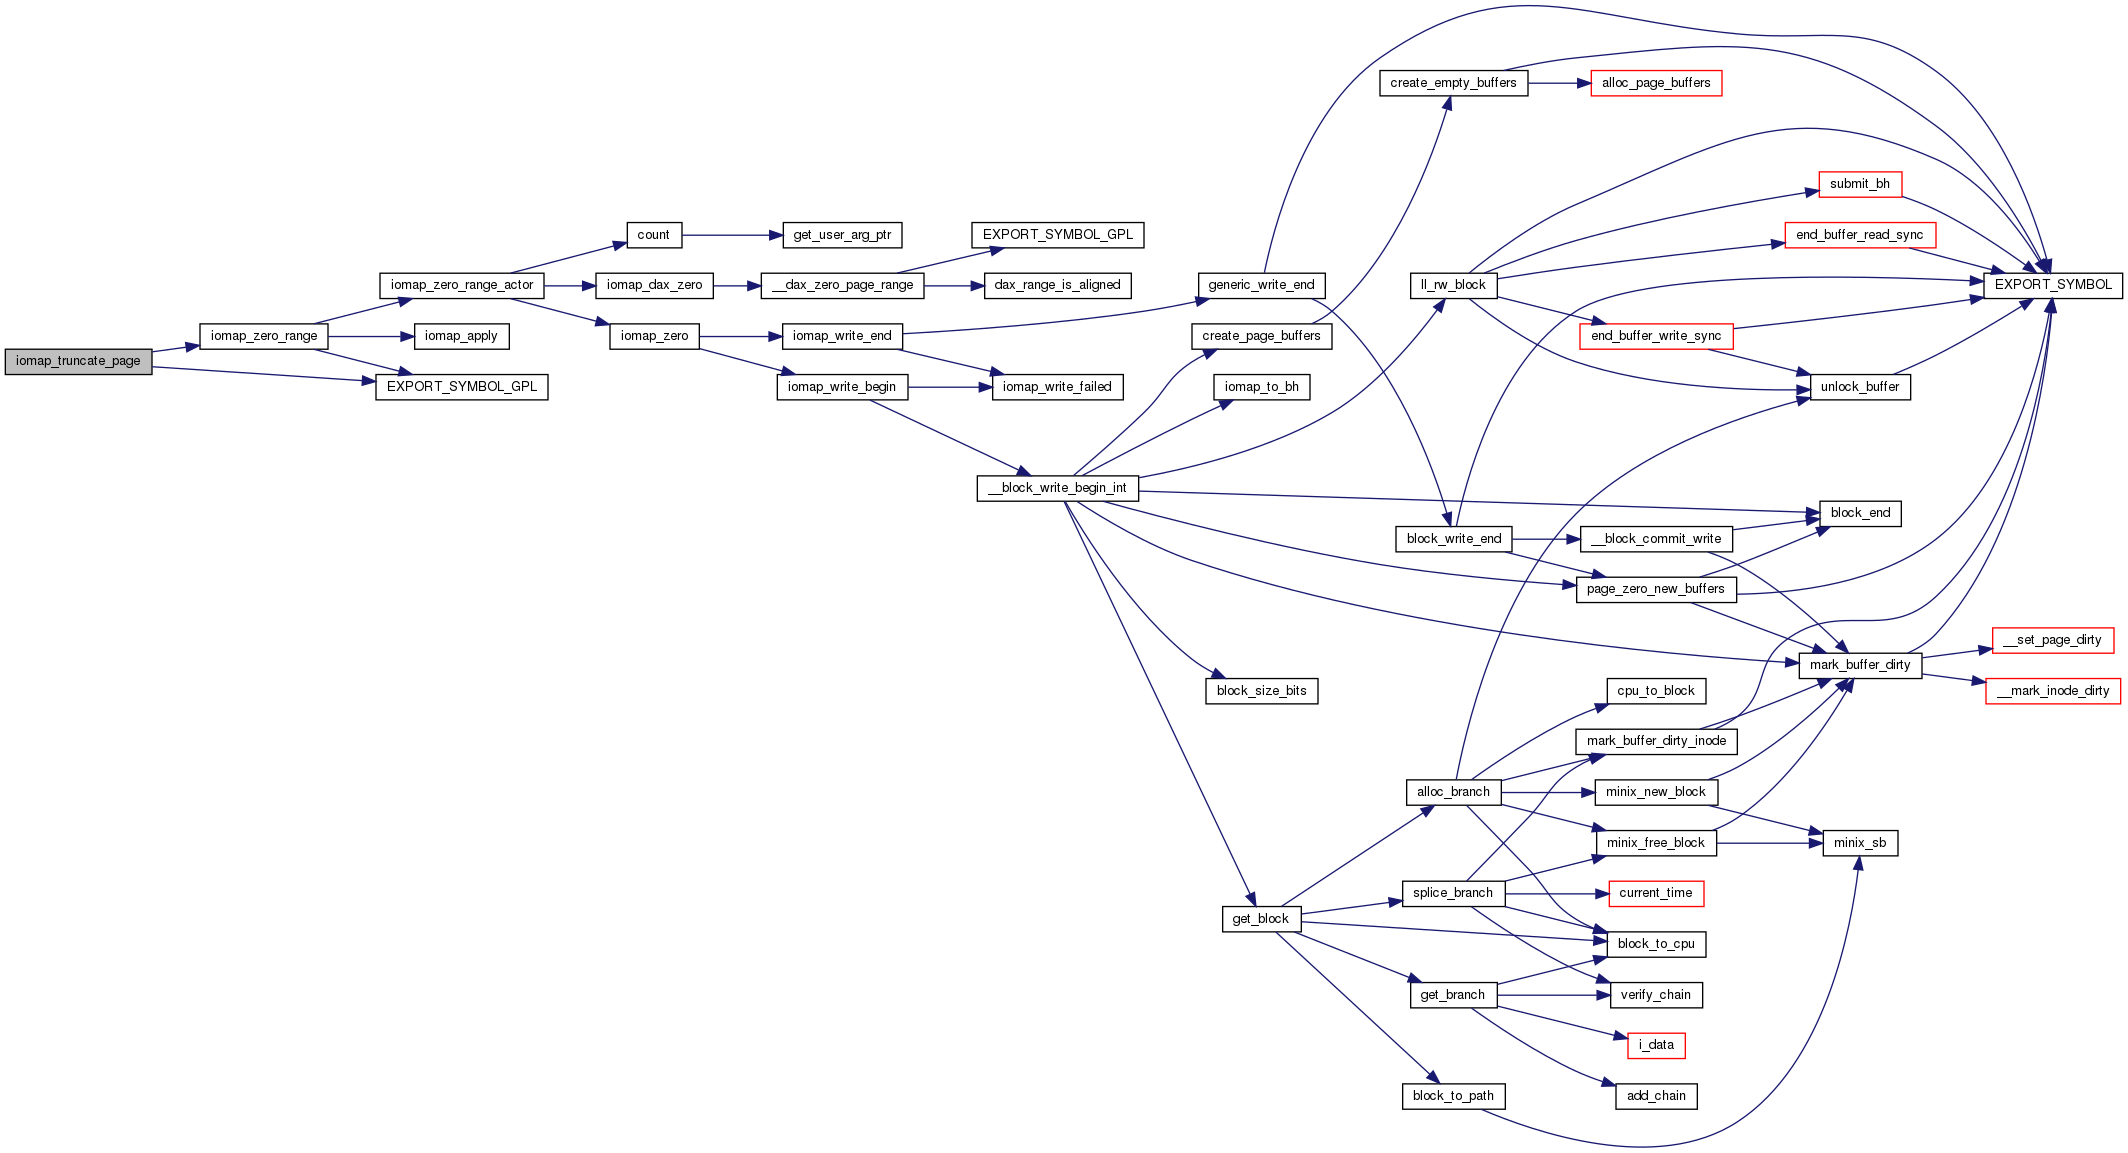 iomap_truncate_page
iomap_zero_range
iomap_zero_range_actor
iomap_apply
EXPORT_SYMBOL_GPL
count
iomap_dax_zero
iomap_zero
get_user_arg_ptr
__dax_zero_page_range
iomap_write_end
iomap_write_begin
EXPORT_SYMBOL_GPL
dax_range_is_aligned
iomap_write_failed
__block_write_begin_int
generic_write_end
create_page_buffers
iomap_to_bh
block_size_bits
get_block
create_empty_buffers
ll_rw_block
block_write_end
alloc_branch
splice_branch
get_branch
block_to_path
alloc_page_buffers
end_buffer_write_sync
__block_commit_write
page_zero_new_buffers
cpu_to_block
mark_buffer_dirty_inode
minix_new_block
minix_free_block
current_time
block_to_cpu
verify_chain
i_data
add_chain
submit_bh
end_buffer_read_sync
unlock_buffer
block_end
mark_buffer_dirty
minix_sb
EXPORT_SYMBOL
__set_page_dirty
__mark_inode_dirty